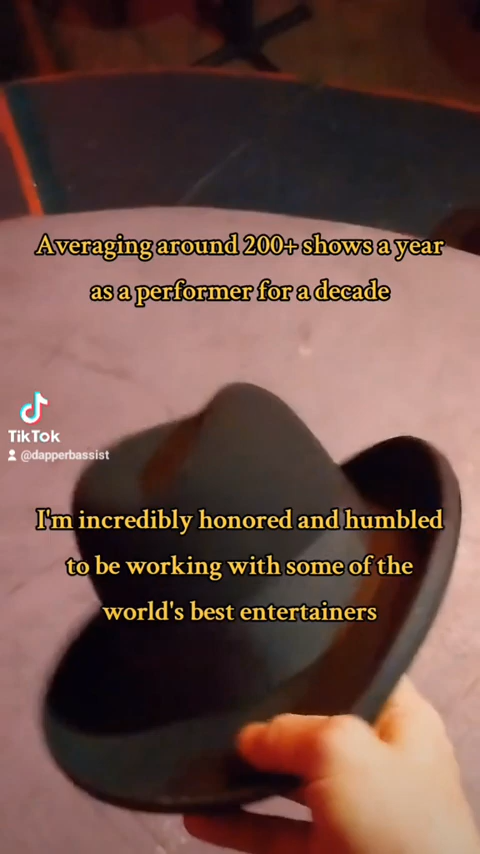 Averaging around 200+ shows a year
as a performer for a decade
TikTok
@dapperbassist
I'm incredibly honored and humbled
to be working with some of the
world's best entertainers